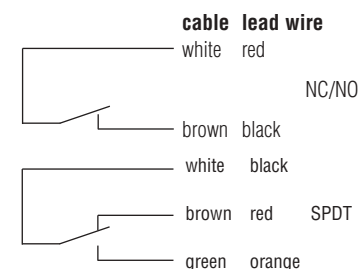 cable lead wire
white red
NC/NO
brown black
white black
brown red SPDT
green orange